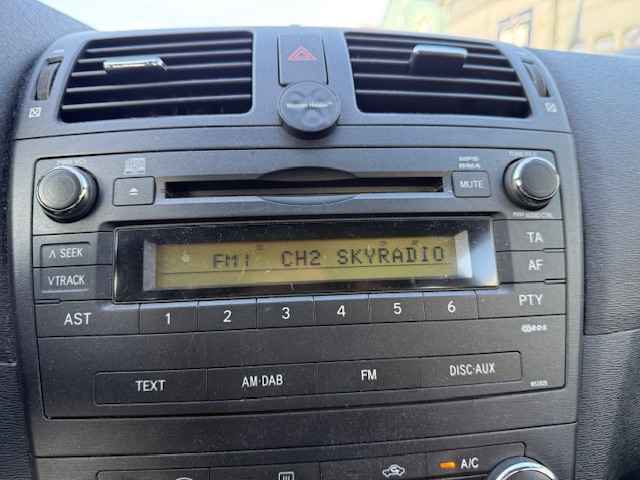 MUTE
∧ SEEK
∨ TRACK
FM1 CH2 SKYRADIO
TA
AF
PTY
AST 1 2 3 4 5 6
RDS
TEXT AM·DAB FM DISC·AUX
A/C